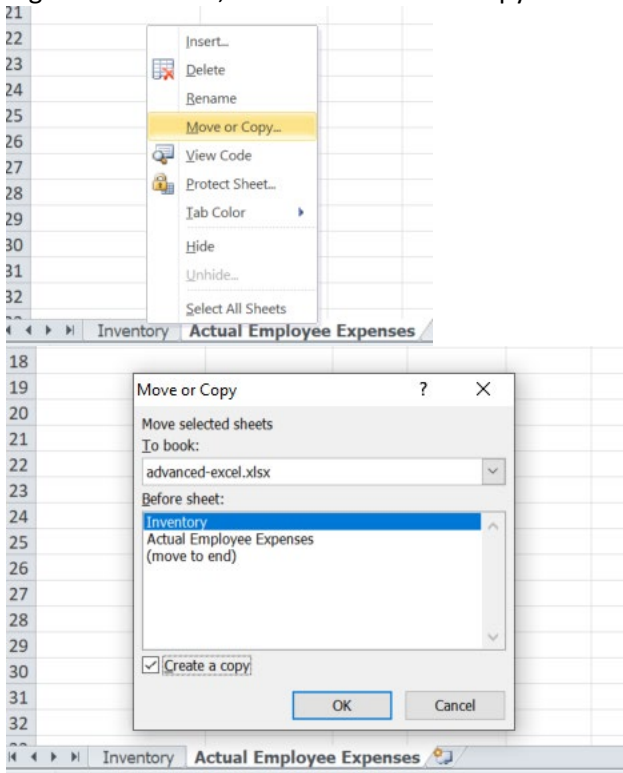 21
22
23
24
25
26
27
28
29
30
31
32
Insert...
Delete
Rename
Move or Copy...
View Code
Protect Sheet...
Tab Color
Hide
Unhide...
Select All Sheets
Inventory Actual Employee Expenses
18
19
20
21
22
23
24
25
26
27
28
29
30
31
32
Move or Copy ? X
Move selected sheets
To book:
advanced-excel.xlsx
Before sheet:
Inventory
Actual Employee Expenses
(move to end)
Create a copy
OK Cancel
Inventory Actual Employee Expenses